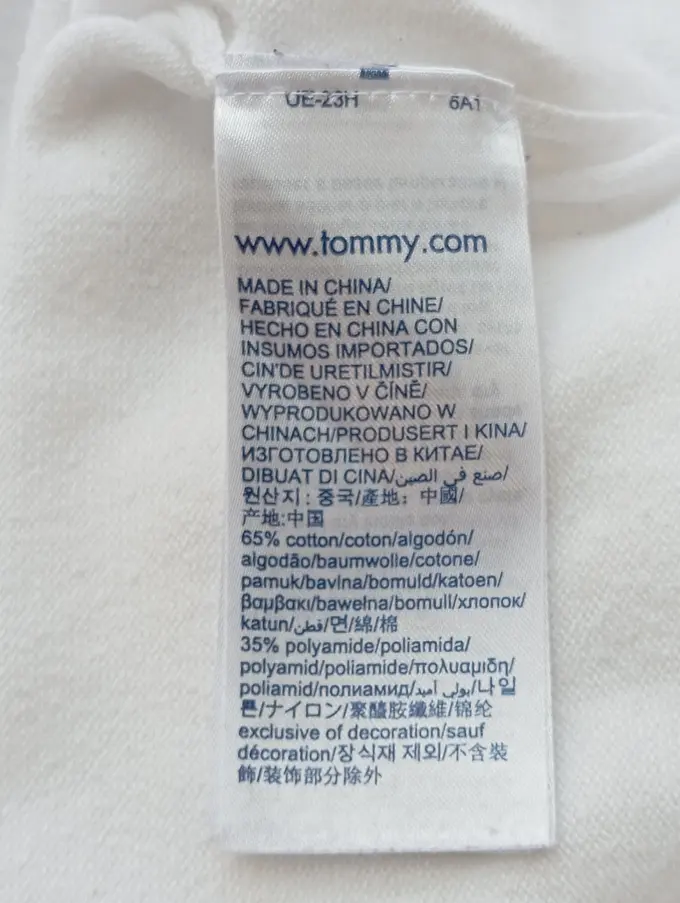 UE-23H 6A1
www.tommy.com
MADE IN CHINA/
FABRIQUÉ EN CHINE/
HECHO EN CHINA CON
INSUMOS IMPORTADOS/
CIN'DE URETILMISTIR/
VYROBENO V ČÍNĚ/
WYPRODUKOWANO W
CHINACH/PRODUSERT I KINA/
ИЗГОТОВЛЕНО В КИТАЕ/
DIBUAT DI CINA/صنع في الصين/
원산지: 중국/產地: 中國/
产地:中国
65% cotton/coton/algodón/
algodão/baumwolle/cotone/
pamuk/bavlna/bomuld/katoen/
βαμβακι/bawełna/bomull/хлопок/
katun/قطن/면/綿/棉
35% polyamide/poliamida/
polyamid/poliamide/πολυαμιδη/
poliamid/полиамид/بولي أميد/나일
론/ナイロン/聚醯胺纖維/锦纶
exclusive of decoration/sauf
décoration/장식재 제외/不含裝
飾/装饰部分除外